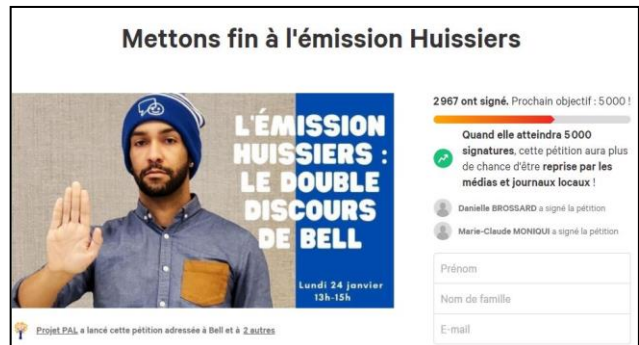 Mettons fin à l'émission Huissiers
L'ÉMISSION
HUISSIERS :
LE DOUBLE
DISCOURS
DE BELL
Lundi 24 janvier
13h-15h
Projet PAL a lancé cette pétition adressée à Bell et à 2 autres
2 967 ont signé. Prochain objectif : 5 000 !
Quand elle atteindra 5 000
signatures, cette pétition aura plus
de chance d'être reprise par les
médias et journaux locaux !
Danielle BROSSARD a signé la pétition
Marie-Claude MONIQUI a signé la pétition
Prénom
Nom de famille
E-mail